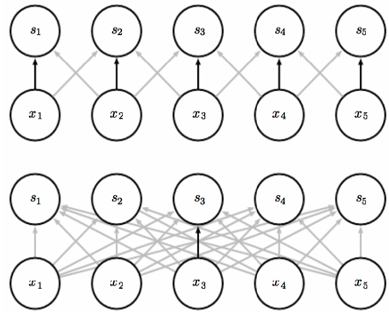 s₁ s₂ s₃ s₄ s₅
x₁ x₂ x₃ x₄ x₅
s₁ s₂ s₃ s₄ s₅
x₁ x₂ x₃ x₄ x₅